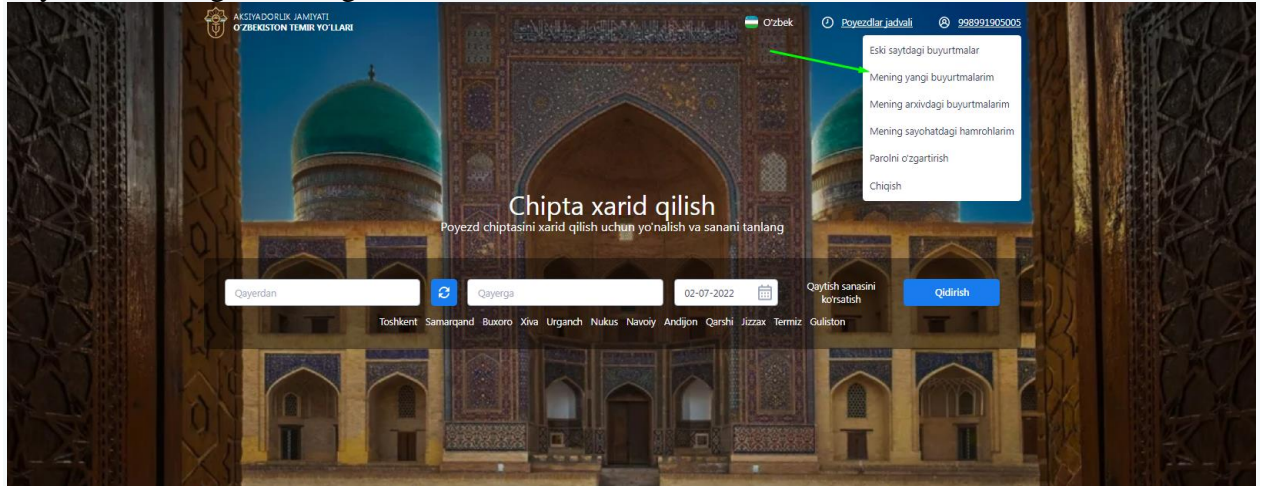 AKSIYADORLIK JAMIYATI
O'ZBEKISTON TEMIR YO'LLARI
O'zbek
Poyezdlar jadvali
998991905005
Eski saytdagi buyurtmalar
Mening yangi buyurtmalarim
Mening arxivdagi buyurtmalarim
Mening sayohatdagi hamrohlarim
Parolni o'zgartirish
Chiqish
Chipta xarid qilish
Poyezd chiptasini xarid qilish uchun yo'nalish va sanani tanlang
Qayerdan
Qayerga
02-07-2022
Qaytish sanasini
ko'rsatish
Qidirish
Toshkent Samarqand Buxoro Xiva Urganch Nukus Navoiy Andijon Qarshi Jizzax Termiz Guliston